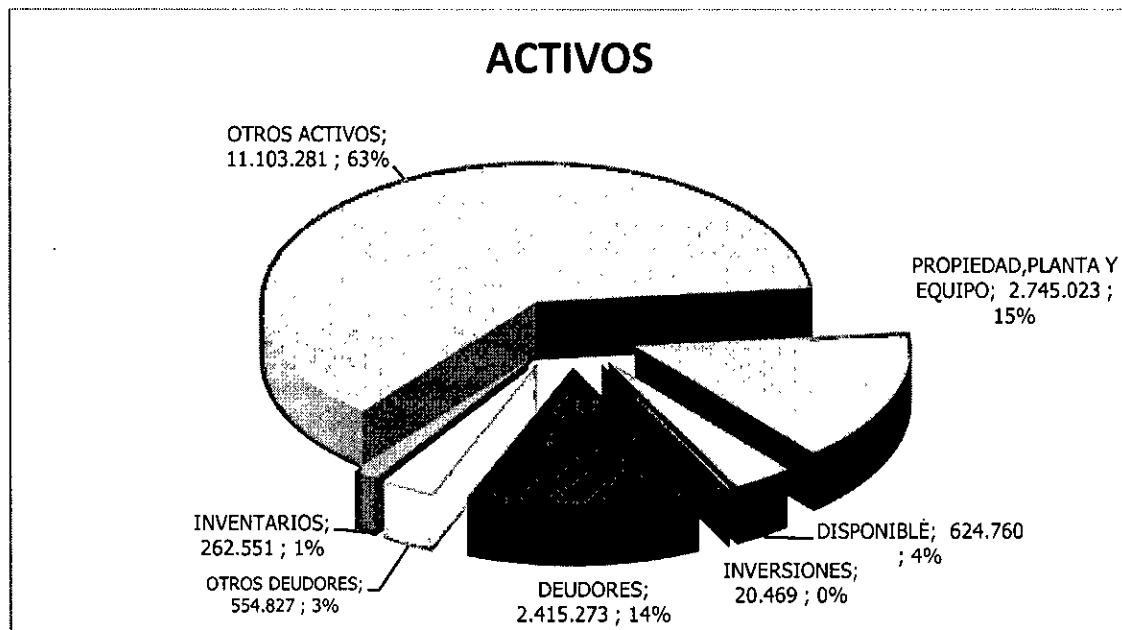 ACTIVOS
OTROS ACTIVOS;
11.103.281 ; 63%
PROPIEDAD,PLANTA Y
EQUIPO; 2.745.023 ;
15%
DISPONIBLE; 624.760
; 4%
INVERSIONES;
20.469 ; 0%
DEUDORES;
2.415.273 ; 14%
OTROS DEUDORES;
554.827 ; 3%
INVENTARIOS;
262.551 ; 1%